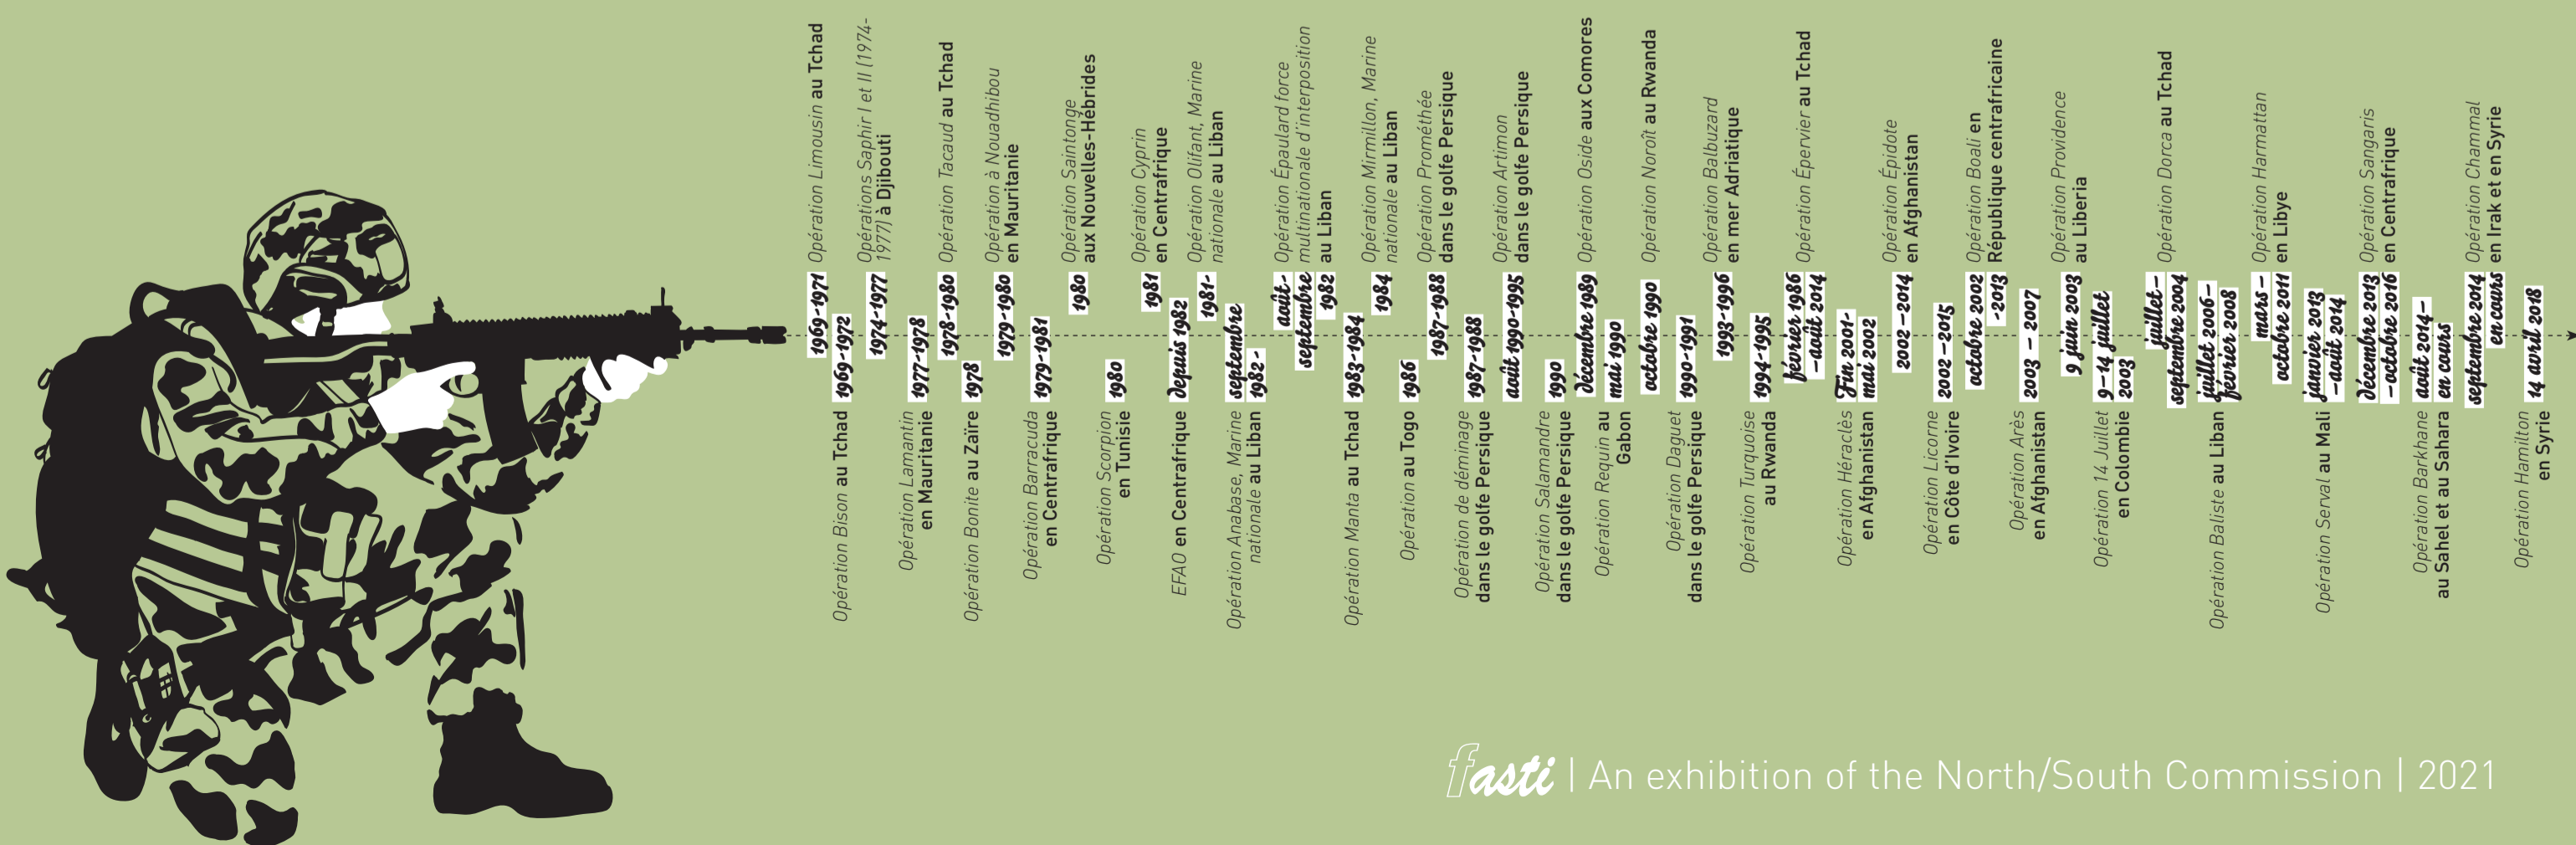 1969-1971
Opération Limousin au Tchad
1969-1972
Opération Bison au Tchad
1974-1977
Opérations Saphir I et II (1974-
1977) à Djibouti
1977-1978
Opération Lamantin
en Mauritanie
1978-1980
Opération Tacaud au Tchad
1978
Opération Bonite au Zaïre
1979-1980
Opération à Nouadhibou
en Mauritanie
1979-1981
Opération Barracuda
en Centrafrique
1980
Opération Saintonge
aux Nouvelles-Hébrides
1980
Opération Scorpion
en Tunisie
1981
Opération Cyprin
en Centrafrique
depuis 1982
EFAO en Centrafrique
1981-
Opération Olifant, Marine
nationale au Liban
septembre
1982 -
Opération Anabase, Marine
nationale au Liban
août-
septembre
1982
Opération Épaulard force
multinationale d'interposition
au Liban
1983-1984
Opération Manta au Tchad
1984
Opération Mirmillon, Marine
nationale au Liban
1986
Opération au Togo
1987-1988
Opération Prométhée
dans le golfe Persique
1987-1988
Opération de déminage
dans le golfe Persique
août 1990-1995
Opération Artimon
dans le golfe Persique
1990
Opération Salamandre
dans le golfe Persique
décembre 1989
Opération Oside aux Comores
mai 1990
Opération Requin au
Gabon
octobre 1990
Opération Noroît au Rwanda
1990-1991
Opération Daguet
dans le golfe Persique
1993-1996
Opération Balbuzard
en mer Adriatique
1994-1995
Opération Turquoise
au Rwanda
février 1986
-août 2014
Opération Épervier au Tchad
Fin 2001-
mai 2002
Opération Héraclès
en Afghanistan
2002 -2014
Opération Épidote
en Afghanistan
2002 -2015
Opération Licorne
en Côte d'Ivoire
octobre 2002
-2013
Opération Boali en
République centrafricaine
2003 - 2007
Opération Arès
en Afghanistan
9 juin 2003
Opération Providence
au Liberia
9-14 juillet
2003
Opération 14 Juillet
en Colombie
juillet-
septembre 2004
Opération Dorca au Tchad
juillet 2006-
février 2008
Opération Baliste au Liban
mars -
octobre 2011
Opération Harmattan
en Libye
janvier 2013
-août 2014
Opération Serval au Mali
décembre 2013
-octobre 2016
Opération Sangaris
en Centrafrique
août 2014-
en cours
Opération Barkhane
au Sahel et au Sahara
septembre 2014
en cours
Opération Chammal
en Irak et en Syrie
14 avril 2018
Opération Hamilton
en Syrie
fasti | An exhibition of the North/South Commission | 2021